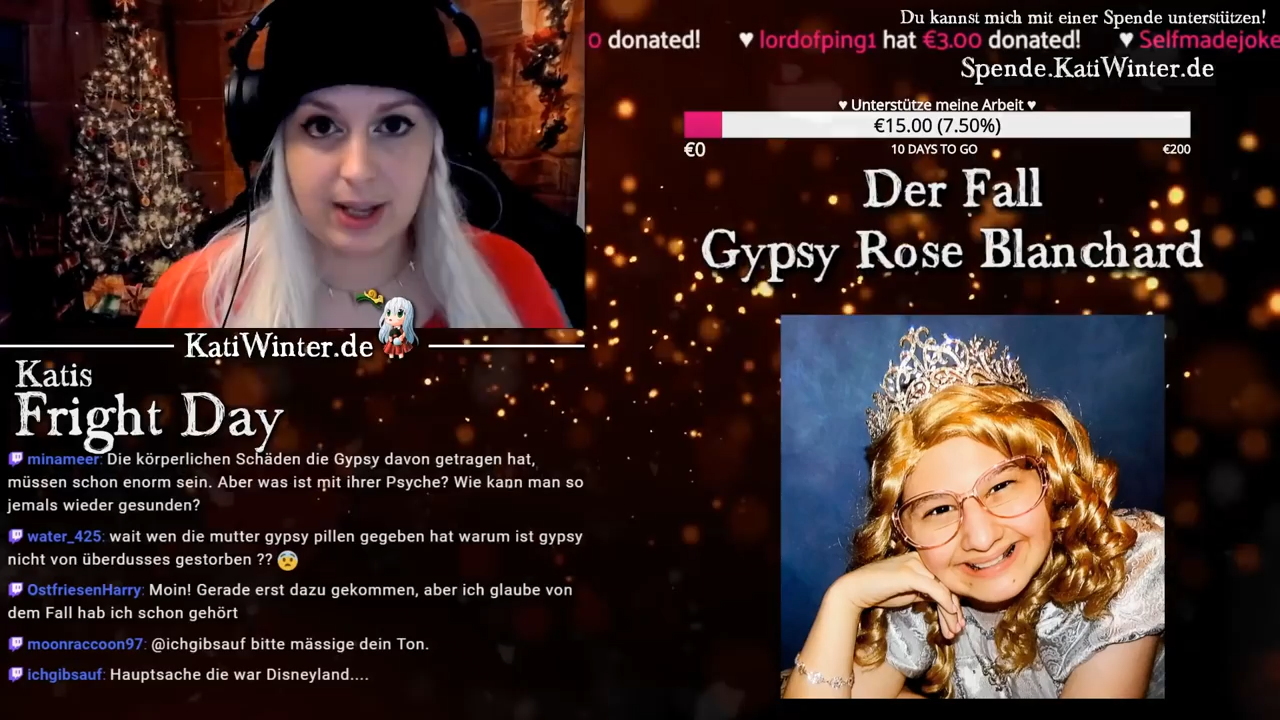 Du kannst mich mit einer Spende unterstützen!
0 donated! ♥ lordofping1 hat €3.00 donated! ♥ Selfmadejoke
Spende.KatiWinter.de
♥ Unterstütze meine Arbeit ♥
€15.00 (7.50%)
€0 10 DAYS TO GO €200
Der Fall
Gypsy Rose Blanchard
KatiWinter.de
Katis
Fright Day
minameer: Die körperlichen Schäden die Gypsy davon getragen hat,
müssen schon enorm sein. Aber was ist mit ihrer Psyche? Wie kann man so
jemals wieder gesunden?
water_425: wait wen die mutter gypsy pillen gegeben hat warum ist gypsy
nicht von überdusses gestorben ?? 😨
OstfriesenHarry: Moin! Gerade erst dazu gekommen, aber ich glaube von
dem Fall hab ich schon gehört
moonraccoon97: @ichgibsauf bitte mässige dein Ton.
ichgibsauf: Hauptsache die war Disneyland....